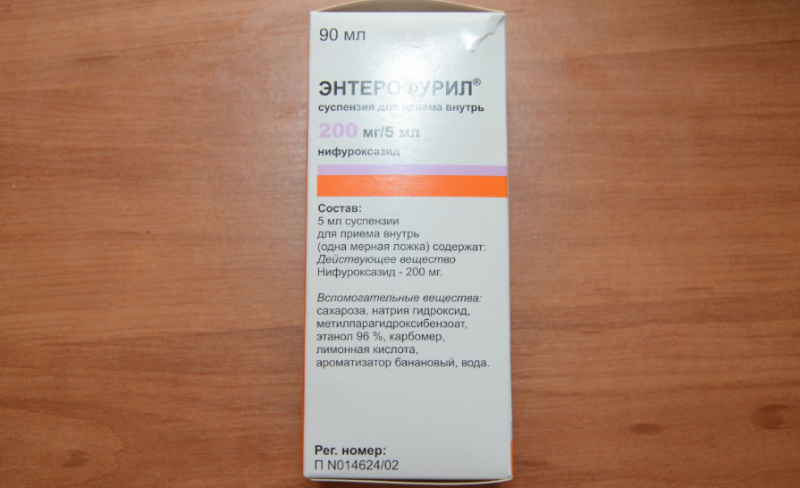 90 мл
ЭНТЕРОФУРИЛ®
суспензия для приема внутрь
200 мг/5 мл
нифуроксазид
Состав:
5 мл суспензии
для приема внутрь
(одна мерная ложка) содержат:
Действующее вещество
Нифуроксазид - 200 мг.
Вспомогательные вещества:
сахароза, натрия гидроксид,
метилпарагидроксибензоат,
этанол 96 %, карбомер,
лимонная кислота,
ароматизатор банановый, вода.
Рег. номер:
П N014624/02